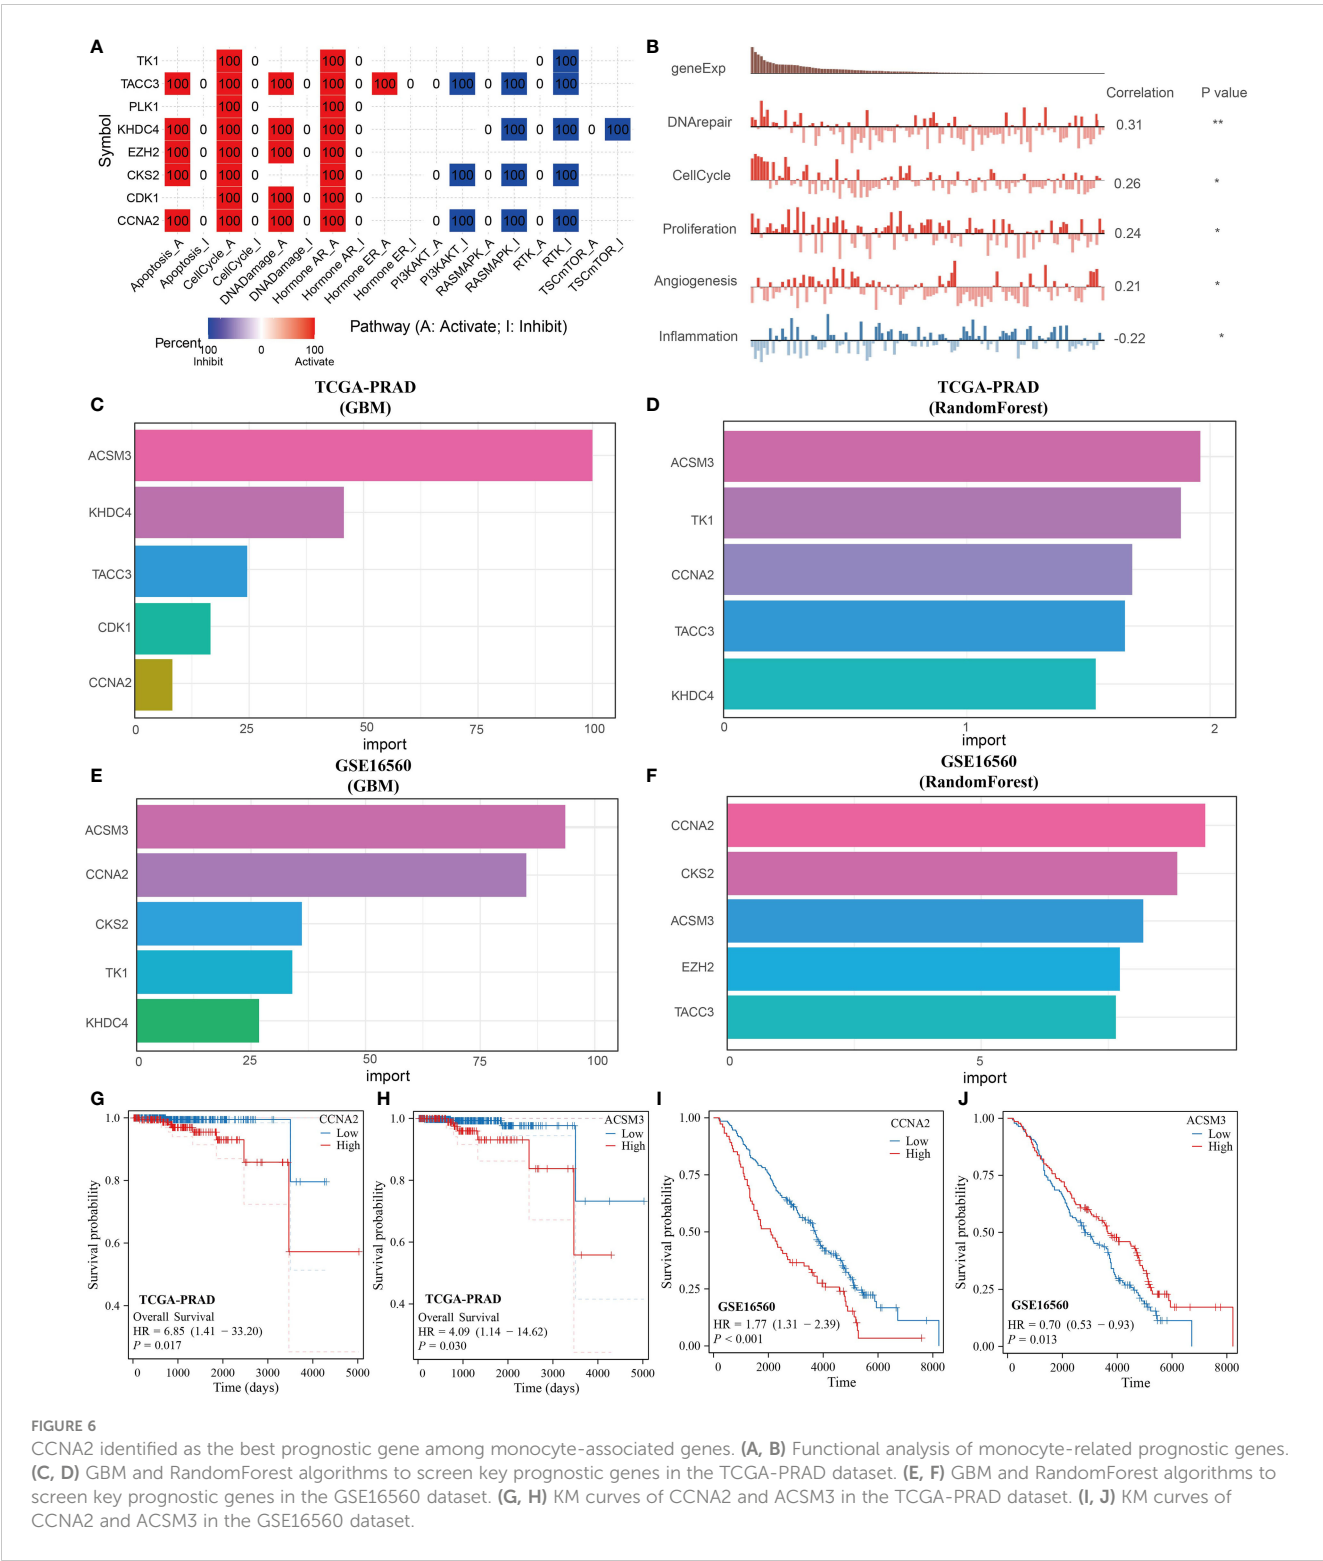 A
Symbol
TK1 100 0 100 0 0 100
TACC3 100 0 100 0 100 0 100 0 100 0 0 100 0 100 0 100
PLK1 100 0 100 0
KHDC4 100 0 100 0 100 0 100 0 0 100 0 100 0 100
EZH2 100 0 100 0 100 0 100 0
CKS2 100 0 100 0 100 0 0 100 0 100 0 100
CDK1 100 0 100 0 100 0
CCNA2 100 0 100 0 100 0 100 0 0 100 0 100 0 100
Apoptosis_A Apoptosis_I CellCycle_A CellCycle_I DNADamage_A DNADamage_I Hormone AR_A Hormone AR_I Hormone ER_A Hormone ER_I PI3KAKT_A PI3KAKT_I RASMAPK_A RASMAPK_I RTK_A RTK_I TSCmTOR_A TSCmTOR_I
Pathway (A: Activate; I: Inhibit)
Percent
100 0 100
Inhibit Activate
B
geneExp
Correlation P value
DNArepair 0.31 **
CellCycle 0.26 *
Proliferation 0.24 *
Angiogenesis 0.21 *
Inflammation -0.22 *
C
TCGA-PRAD
(GBM)
ACSM3
KHDC4
TACC3
CDK1
CCNA2
0 25 50 75 100
import
D
TCGA-PRAD
(RandomForest)
ACSM3
TK1
CCNA2
TACC3
KHDC4
0 1 2
import
E
GSE16560
(GBM)
ACSM3
CCNA2
CKS2
TK1
KHDC4
0 25 50 75 100
import
F
GSE16560
(RandomForest)
CCNA2
CKS2
ACSM3
EZH2
TACC3
0 5
import
G
Survival probability
1.0
0.8
0.6
0.4
CCNA2
Low
High
TCGA-PRAD
Overall Survival
HR = 6.85 (1.41 − 33.20)
P = 0.017
0 1000 2000 3000 4000 5000
Time (days)
H
Survival probability
1.0
0.8
0.6
0.4
ACSM3
Low
High
TCGA-PRAD
Overall Survival
HR = 4.09 (1.14 − 14.62)
P = 0.030
0 1000 2000 3000 4000 5000
Time (days)
I
Survival probability
1.00
0.75
0.50
0.25
0.00
CCNA2
Low
High
GSE16560
HR = 1.77 (1.31 − 2.39)
P < 0.001
0 2000 4000 6000 8000
Time
J
Survival probability
1.00
0.75
0.50
0.25
0.00
ACSM3
Low
High
GSE16560
HR = 0.70 (0.53 − 0.93)
P = 0.013
0 2000 4000 6000 8000
Time
FIGURE 6
CCNA2 identified as the best prognostic gene among monocyte-associated genes. (A, B) Functional analysis of monocyte-related prognostic genes.
(C, D) GBM and RandomForest algorithms to screen key prognostic genes in the TCGA-PRAD dataset. (E, F) GBM and RandomForest algorithms to
screen key prognostic genes in the GSE16560 dataset. (G, H) KM curves of CCNA2 and ACSM3 in the TCGA-PRAD dataset. (I, J) KM curves of
CCNA2 and ACSM3 in the GSE16560 dataset.